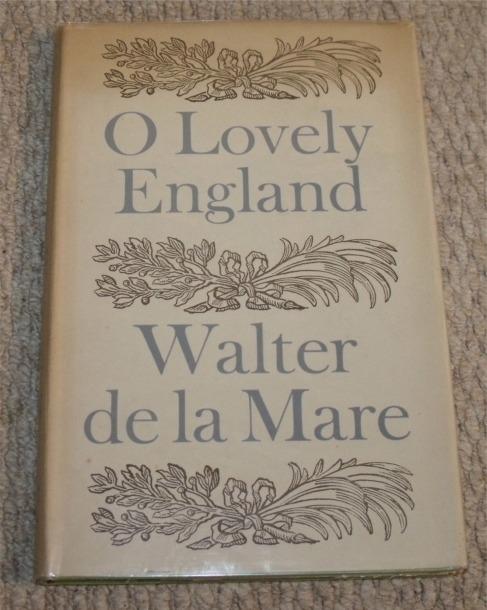 O Lovely
England
Walter
de la Mare